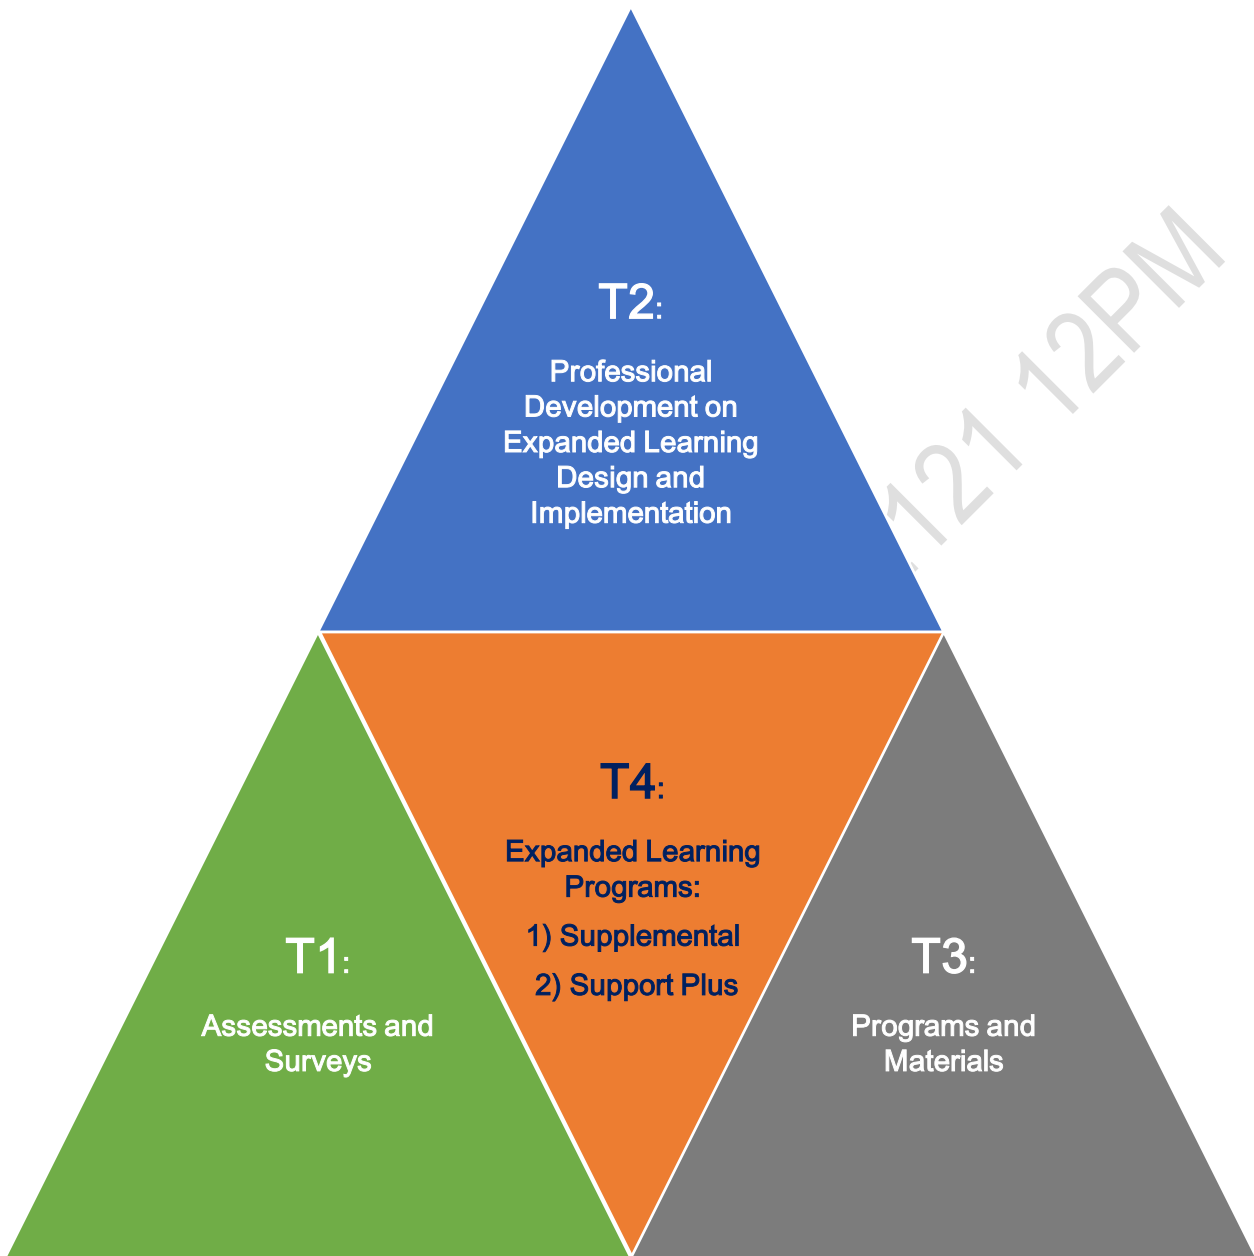 T2:
Professional
Development on
Expanded Learning
Design and
Implementation
T4:
Expanded Learning
Programs:
1) Supplemental
2) Support Plus
T1:
Assessments and
Surveys
T3:
Programs and
Materials
12PM